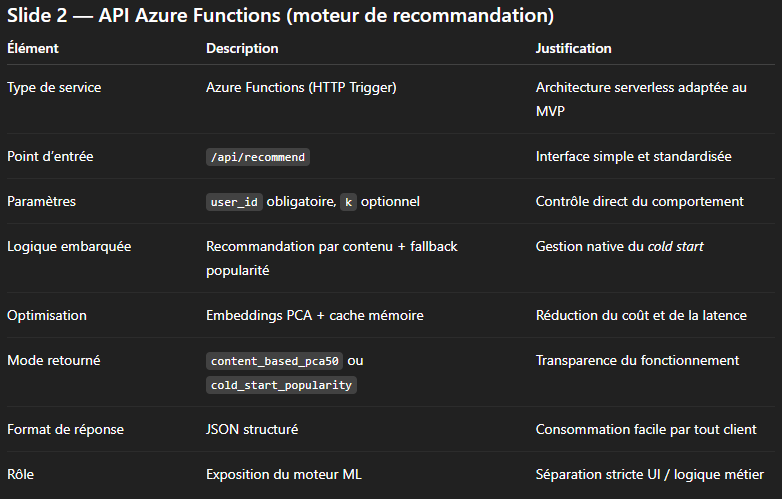 Slide 2 — API Azure Functions (moteur de recommandation)
Élément Description Justification
Type de service Azure Functions (HTTP Trigger) Architecture serverless adaptée au
MVP
Point d’entrée /api/recommend Interface simple et standardisée
Paramètres user_id obligatoire, k optionnel Contrôle direct du comportement
Logique embarquée Recommandation par contenu + fallback Gestion native du cold start
popularité
Optimisation Embeddings PCA + cache mémoire Réduction du coût et de la latence
Mode retourné content_based_pca50 ou Transparence du fonctionnement
cold_start_popularity
Format de réponse JSON structuré Consommation facile par tout client
Rôle Exposition du moteur ML Séparation stricte UI / logique métier